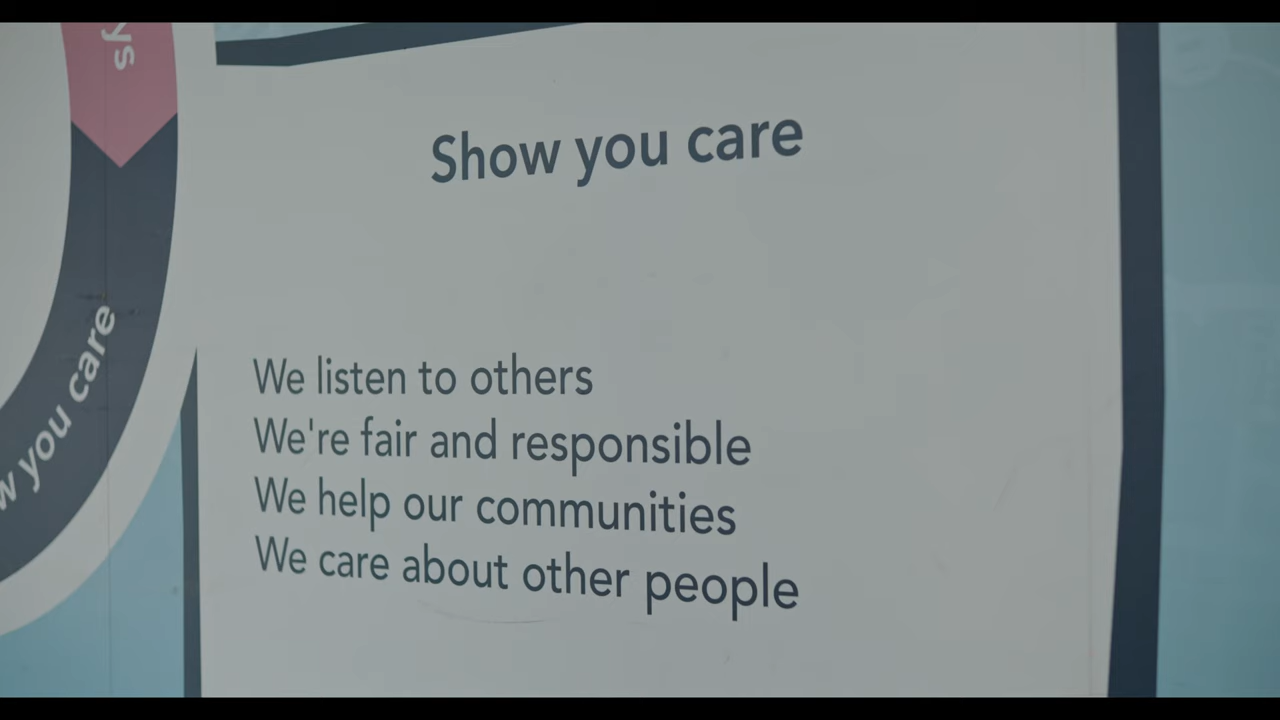 Show you care
We listen to others
We're fair and responsible
We help our communities
We care about other people
you care